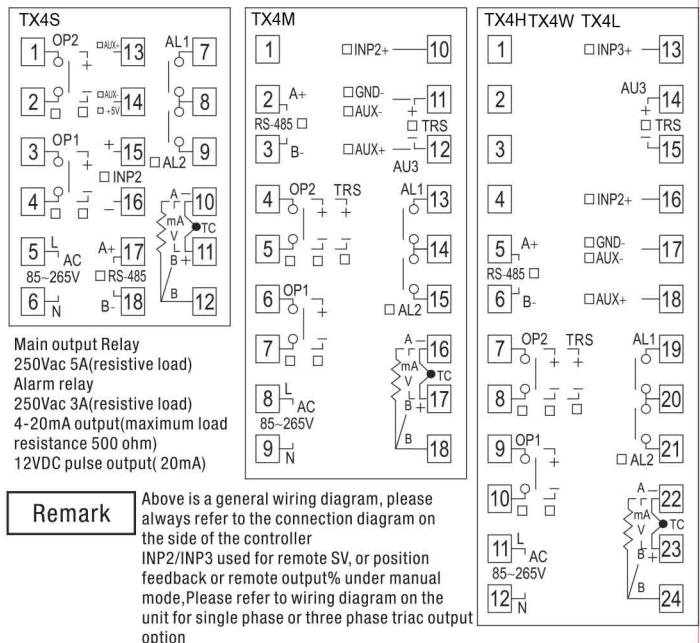 TX4S
1 OP2 + □AUX+ 13 AL1 7
2 □ □ □AUX- □+5V 14 8
3 OP1 + + 15 □AL2 9
□INP2
4 □ □ − 16 A − 10
mA V TC
5 L AC A+ 17 B + 11
85~265V □RS-485
6 N B- 18 B 12
TX4M
1 □INP2+ 10
2 A+ □GND- □AUX- − + 11
RS-485 □ □TRS
3 B- □AUX+ − 12
AU3
4 OP2 TRS + + AL1 13
5 □ □ □ 14
6 OP1 + □AL2 15
7 □ □ A − 16
mA V TC
8 L AC B + 17
85~265V
9 N B 18
TX4H TX4W TX4L
1 □INP3+ 13
2 AU3 + 14
□TRS
3 − 15
4 □INP2+ 16
5 A+ □GND- □AUX- 17
RS-485 □
6 B- □AUX+ 18
7 OP2 TRS + + AL1 19
8 □ □ □ 20
9 OP1 + □AL2 21
10 □ □ A − 22
mA V TC
11 L AC B + 23
85~265V
12 N B 24
Main output Relay
250Vac 5A(resistive load)
Alarm relay
250Vac 3A(resistive load)
4-20mA output(maximum load
resistance 500 ohm)
12VDC pulse output( 20mA)
Remark
Above is a general wiring diagram, please
always refer to the connection diagram on
the side of the controller
INP2/INP3 used for remote SV, or position
feedback or remote output% under manual
mode,Please refer to wiring diagram on the
unit for single phase or three phase triac output
option